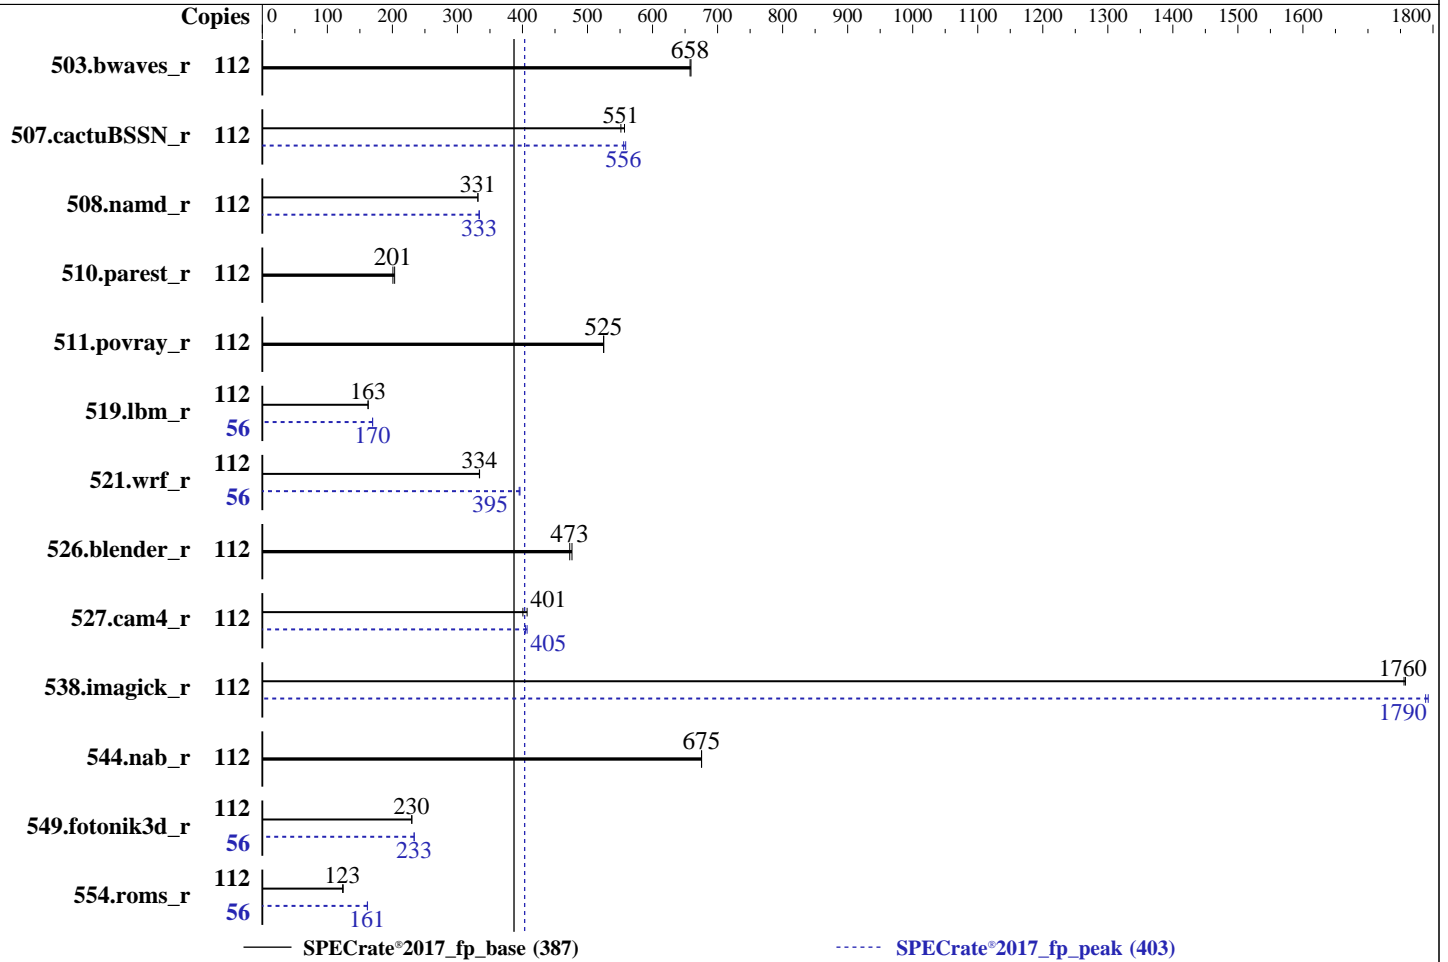 Copies 0 100 200 300 400 500 600 700 800 900 1000 1100 1200 1300 1400 1500 1600 1800
503.bwaves_r 112 658
507.cactuBSSN_r 112 551
556
508.namd_r 112 331
333
510.parest_r 112 201
511.povray_r 112 525
519.lbm_r 112 163
56 170
521.wrf_r 112 334
56 395
526.blender_r 112 473
527.cam4_r 112 401
405
538.imagick_r 112 1760
1790
544.nab_r 112 675
549.fotonik3d_r 112 230
56 233
554.roms_r 112 123
56 161
SPECrate®2017_fp_base (387) SPECrate®2017_fp_peak (403)